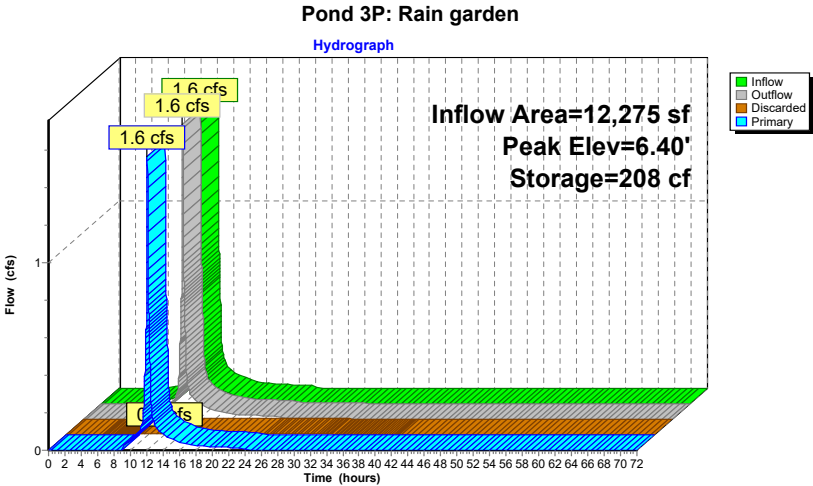 Pond 3P: Rain garden
Hydrograph
Inflow
Outflow
Discarded
Primary
1.6 cfs
1.6 cfs
1.6 cfs
Inflow Area=12,275 sf
Peak Elev=6.40'
Storage=208 cf
Flow (cfs)
1
0
cfs
0 2 4 6 8 10 12 14 16 18 20 22 24 26 28 30 32 34 36 38 40 42 44 46 48 50 52 54 56 58 60 62 64 66 68 70 72
Time (hours)